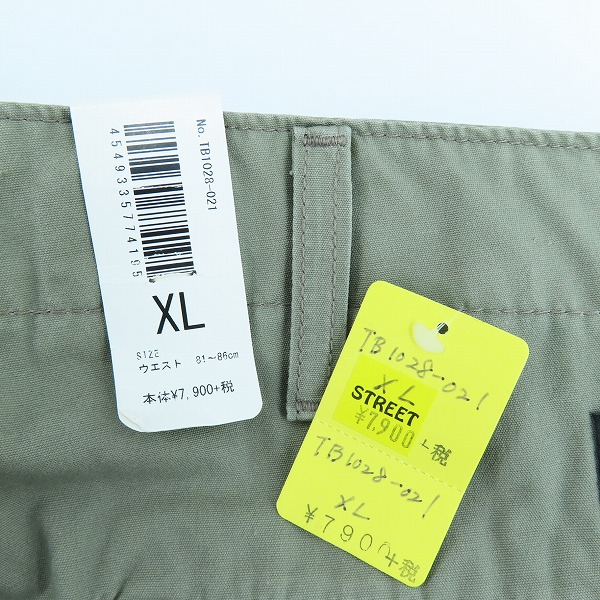 No. TB1028-021
4549335774195
XL
SIZE
ウエスト 81～86cm
本体¥7,900+税
TB1028-021
XL
STREET
¥7,900+税
TB1028-021
XL
¥7900+税